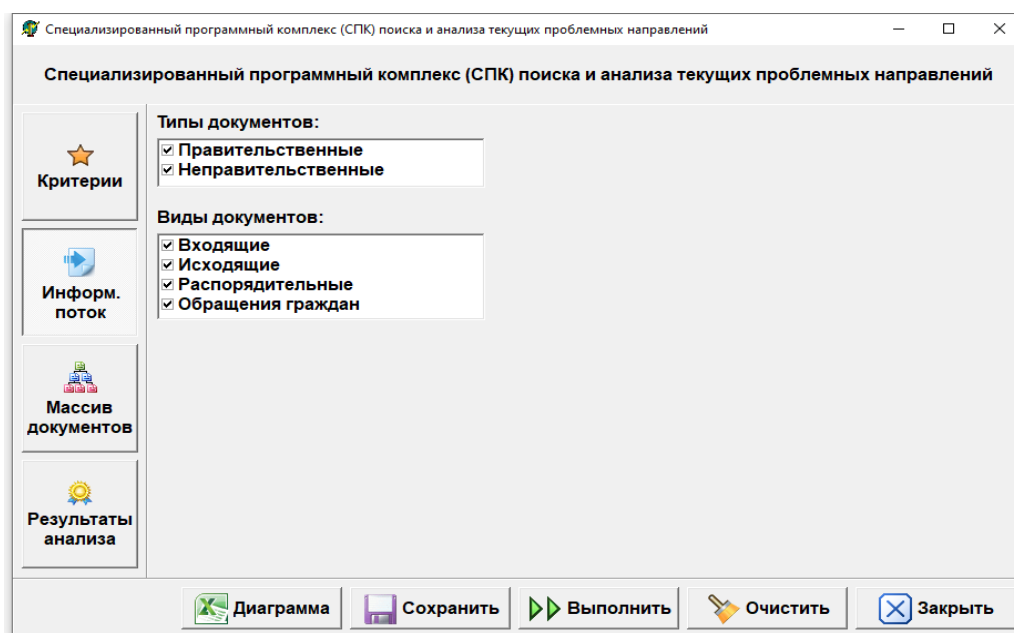 Специализированный программный комплекс (СПК) поиска и анализа текущих проблемных направлений
Специализированный программный комплекс (СПК) поиска и анализа текущих проблемных направлений
Критерии
Информ.
поток
Массив
документов
Результаты
анализа
Типы документов:
Правительственные
Неправительственные
Виды документов:
Входящие
Исходящие
Распорядительные
Обращения граждан
Диаграмма
Сохранить
Выполнить
Очистить
Закрыть